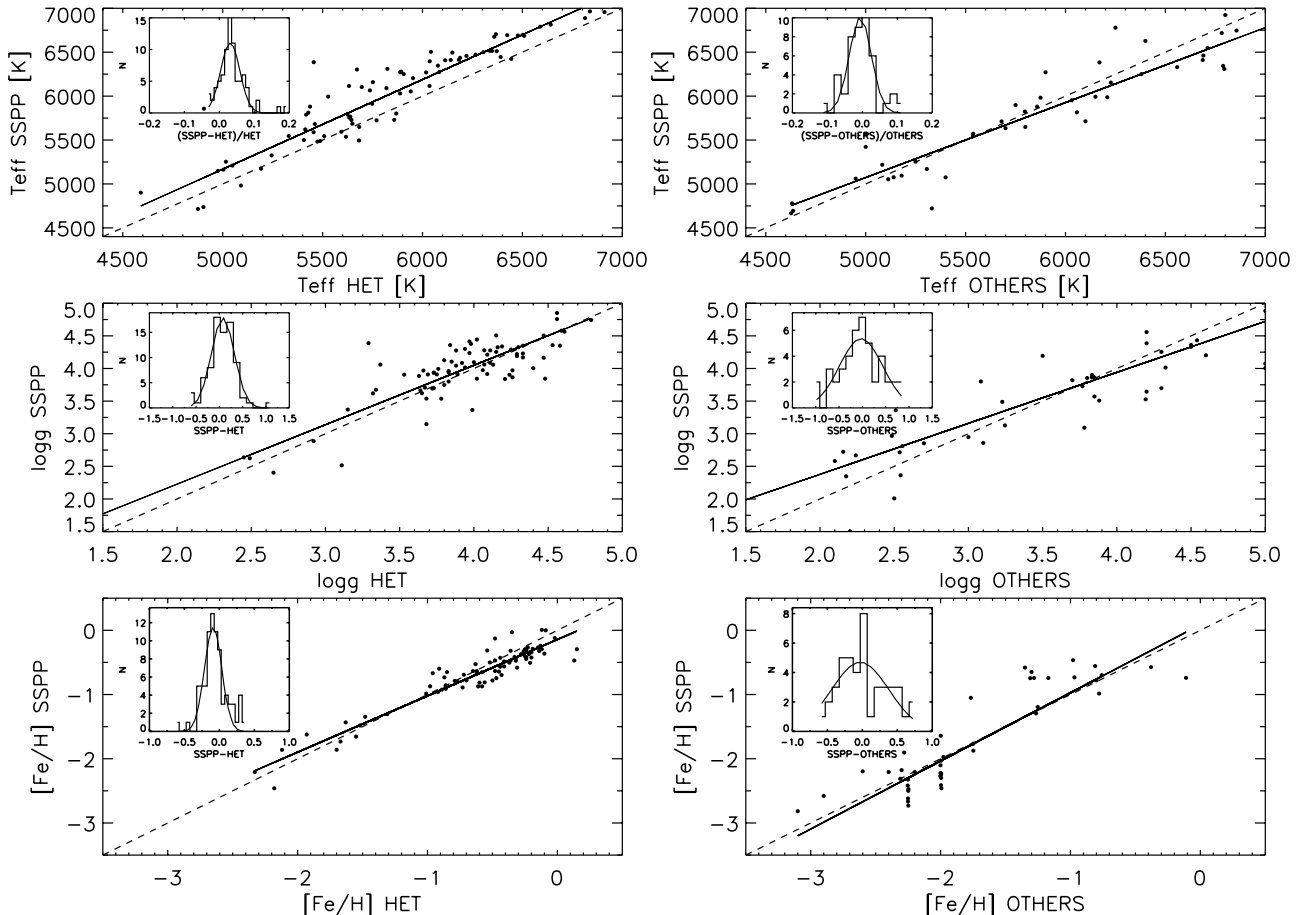 7000
6500
6000
5500
5000
4500
Teff SSPP [K]
15
10
5
0
N
-0.2 -0.1 0.0 0.1 0.2
(SSPP-HET)/HET
4500 5000 5500 6000 6500 7000
Teff HET [K]
7000
6500
6000
5500
5000
4500
Teff SSPP [K]
10
8
6
4
2
0
N
-0.2 -0.1 0.0 0.1 0.2
(SSPP-OTHERS)/OTHERS
4500 5000 5500 6000 6500 7000
Teff OTHERS [K]
5.0
4.5
4.0
3.5
3.0
2.5
2.0
1.5
logg SSPP
15
10
5
0
N
-1.5 -1.0 -0.5 0.0 0.5 1.0 1.5
SSPP-HET
1.5 2.0 2.5 3.0 3.5 4.0 4.5 5.0
logg HET
5.0
4.5
4.0
3.5
3.0
2.5
2.0
1.5
logg SSPP
6
4
2
0
N
-1.5 -1.0 -0.5 0.0 0.5 1.0 1.5
SSPP-OTHERS
1.5 2.0 2.5 3.0 3.5 4.0 4.5 5.0
logg OTHERS
0
-1
-2
-3
[Fe/H] SSPP
12
10
8
6
4
2
0
N
-1.0 -0.5 0.0 0.5 1.0
SSPP-HET
-3 -2 -1 0
[Fe/H] HET
0
-1
-2
-3
[Fe/H] SSPP
8
6
4
2
0
N
-1.0 -0.5 0.0 0.5 1.0
SSPP-OTHERS
-3 -2 -1 0
[Fe/H] OTHERS